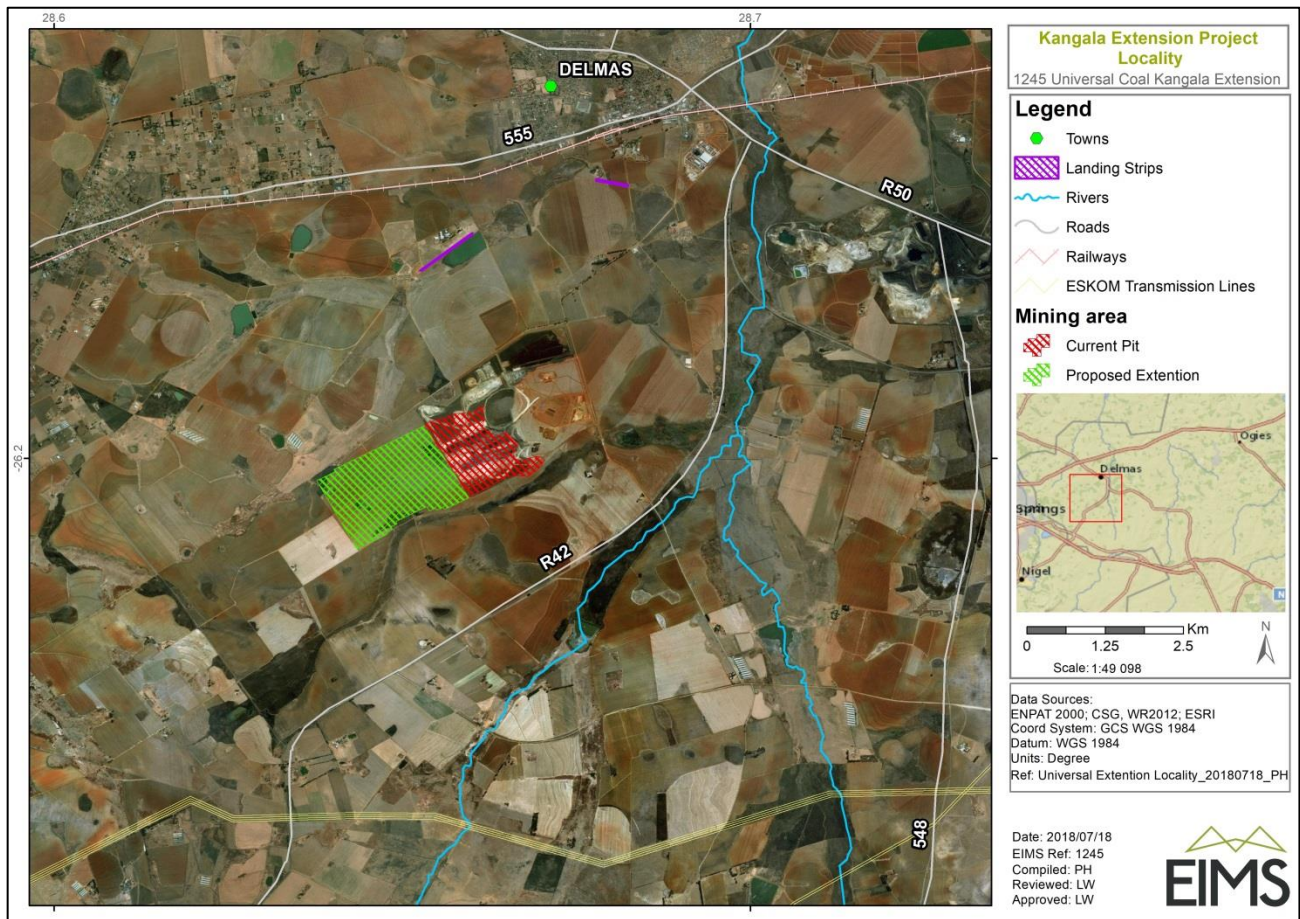 28.6
28.7
-26.2
DELMAS
555
R50
R42
548
Kangala Extension Project
Locality
1245 Universal Coal Kangala Extension
Legend
Towns
Landing Strips
Rivers
Roads
Railways
ESKOM Transmission Lines
Mining area
Current Pit
Proposed Extention
Ogies
Delmas
Springs
Nigel
N
Km
N
0
1.25
2.5
Scale: 1:49 098
Data Sources:
ENPAT 2000; CSG, WR2012; ESRI
Coord System: GCS WGS 1984
Datum: WGS 1984
Units: Degree
Ref: Universal Extention Locality_20180718_PH
Date: 2018/07/18
EIMS Ref: 1245
Compiled: PH
Reviewed: LW
Approved: LW
EIMS